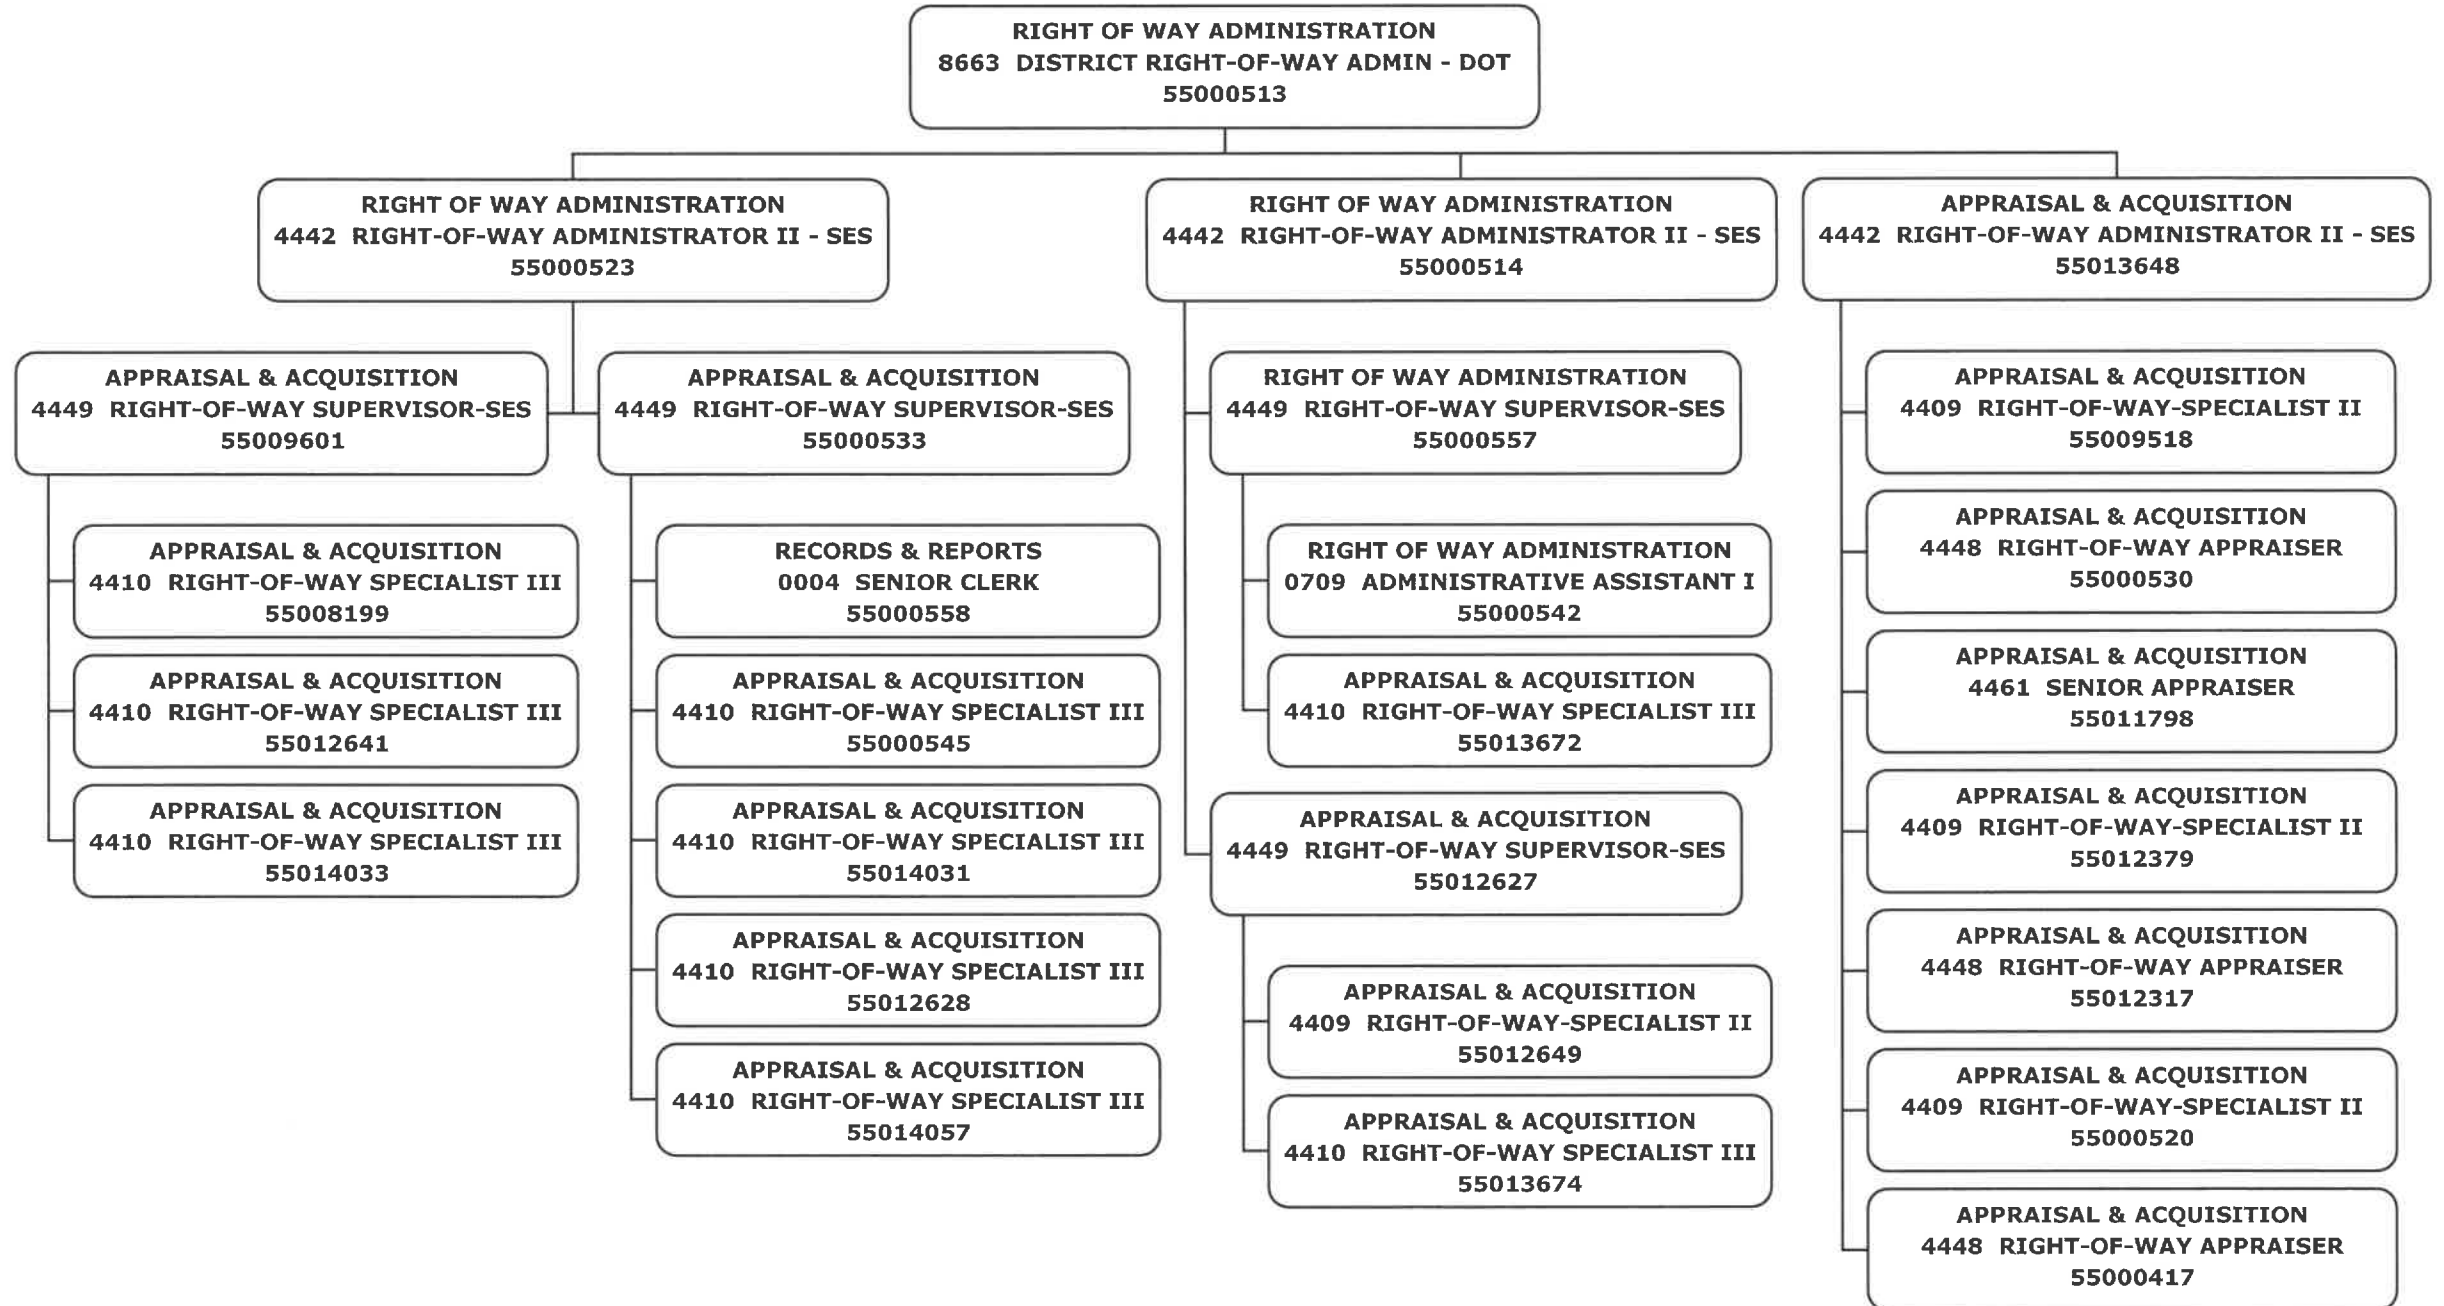 RIGHT OF WAY ADMINISTRATION
8663 DISTRICT RIGHT-OF-WAY ADMIN - DOT
55000513
RIGHT OF WAY ADMINISTRATION
4442 RIGHT-OF-WAY ADMINISTRATOR II - SES
55000523
RIGHT OF WAY ADMINISTRATION
4442 RIGHT-OF-WAY ADMINISTRATOR II - SES
55000514
APPRAISAL & ACQUISITION
4442 RIGHT-OF-WAY ADMINISTRATOR II - SES
55013648
APPRAISAL & ACQUISITION
4449 RIGHT-OF-WAY SUPERVISOR-SES
55009601
APPRAISAL & ACQUISITION
4410 RIGHT-OF-WAY SPECIALIST III
55008199
APPRAISAL & ACQUISITION
4410 RIGHT-OF-WAY SPECIALIST III
55012641
APPRAISAL & ACQUISITION
4410 RIGHT-OF-WAY SPECIALIST III
55014033
APPRAISAL & ACQUISITION
4449 RIGHT-OF-WAY SUPERVISOR-SES
55000533
RECORDS & REPORTS
0004 SENIOR CLERK
55000558
APPRAISAL & ACQUISITION
4410 RIGHT-OF-WAY SPECIALIST III
55000545
APPRAISAL & ACQUISITION
4410 RIGHT-OF-WAY SPECIALIST III
55014031
APPRAISAL & ACQUISITION
4410 RIGHT-OF-WAY SPECIALIST III
55012628
APPRAISAL & ACQUISITION
4410 RIGHT-OF-WAY SPECIALIST III
55014057
RIGHT OF WAY ADMINISTRATION
4449 RIGHT-OF-WAY SUPERVISOR-SES
55000557
RIGHT OF WAY ADMINISTRATION
0709 ADMINISTRATIVE ASSISTANT I
55000542
APPRAISAL & ACQUISITION
4410 RIGHT-OF-WAY SPECIALIST III
55013672
APPRAISAL & ACQUISITION
4449 RIGHT-OF-WAY SUPERVISOR-SES
55012627
APPRAISAL & ACQUISITION
4409 RIGHT-OF-WAY-SPECIALIST II
55012649
APPRAISAL & ACQUISITION
4410 RIGHT-OF-WAY SPECIALIST III
55013674
APPRAISAL & ACQUISITION
4409 RIGHT-OF-WAY-SPECIALIST II
55009518
APPRAISAL & ACQUISITION
4448 RIGHT-OF-WAY APPRAISER
55000530
APPRAISAL & ACQUISITION
4461 SENIOR APPRAISER
55011798
APPRAISAL & ACQUISITION
4409 RIGHT-OF-WAY-SPECIALIST II
55012379
APPRAISAL & ACQUISITION
4448 RIGHT-OF-WAY APPRAISER
55012317
APPRAISAL & ACQUISITION
4409 RIGHT-OF-WAY-SPECIALIST II
55000520
APPRAISAL & ACQUISITION
4448 RIGHT-OF-WAY APPRAISER
55000417